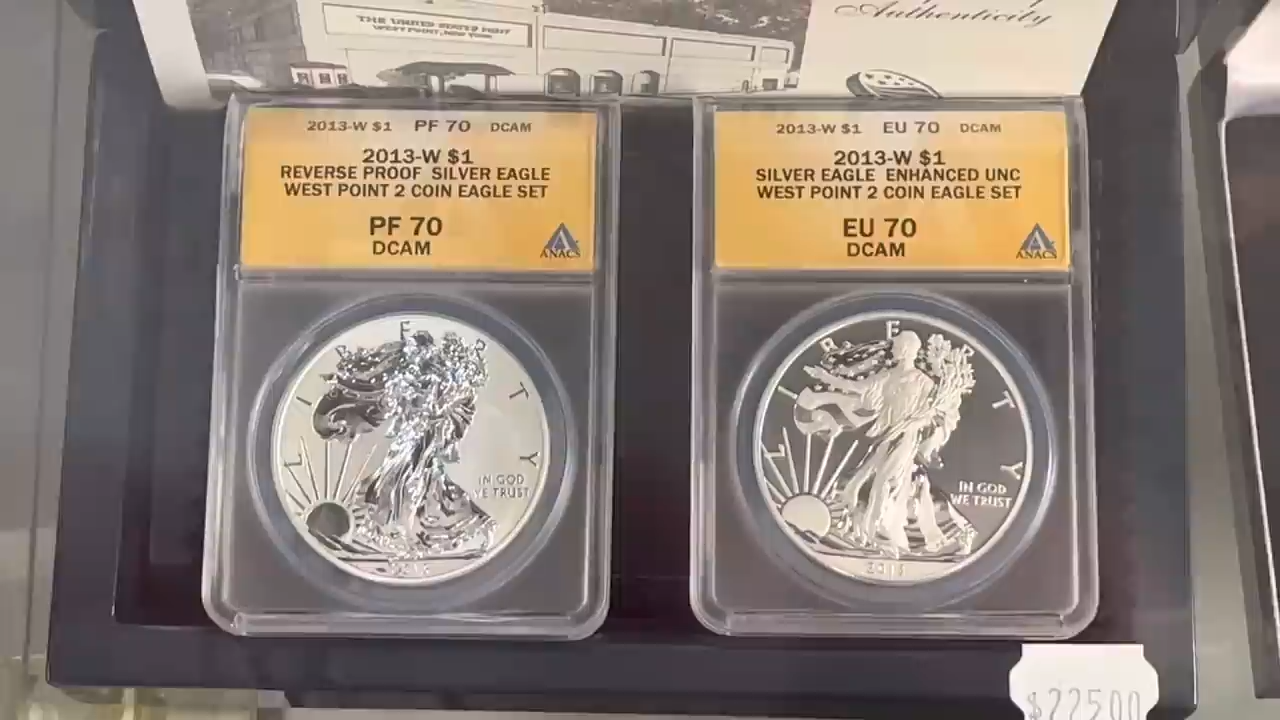 Authenticity
THE UNITED STATES MINT
WEST POINT, NEW YORK
2013-W $1 PF 70 DCAM
2013-W $1
REVERSE PROOF SILVER EAGLE
WEST POINT 2 COIN EAGLE SET
PF 70
DCAM
ANACS
LIBERTY
IN GOD
WE TRUST
2013
2013-W $1 EU 70 DCAM
2013-W $1
SILVER EAGLE ENHANCED UNC
WEST POINT 2 COIN EAGLE SET
EU 70
DCAM
ANACS
LIBERTY
IN GOD
WE TRUST
2013
$22500